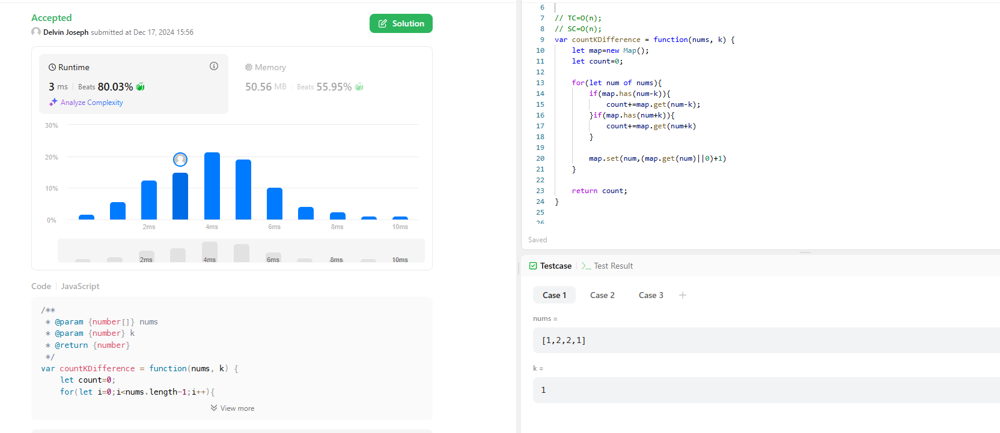 Accepted
Delvin Joseph submitted at Dec 17, 2024 15:56
Solution
Runtime
3 ms Beats 80.03%
Analyze Complexity
Memory
50.56 MB Beats 55.95%
30%
20%
10%
0%
2ms 4ms 6ms 8ms 10ms
2ms 4ms 6ms 8ms 10ms
Code JavaScript
/**
 * @param {number[]} nums
 * @param {number} k
 * @return {number}
 */
var countKDifference = function(nums, k) {
    let count=0;
    for(let i=0;i<nums.length-1;i++){
View more
6
7 // TC=O(n);
8 // SC=O(n);
9 var countKDifference = function(nums, k) {
10     let map=new Map();
11     let count=0;
12
13     for(let num of nums){
14         if(map.has(num-k)){
15             count+=map.get(num-k);
16         }if(map.has(num+k)){
17             count+=map.get(num+k)
18         }
19
20         map.set(num,(map.get(num)||0)+1)
21     }
22
23     return count;
24 }
25
26
Saved
Testcase >_ Test Result
Case 1 Case 2 Case 3 +
nums =
[1,2,2,1]
k =
1